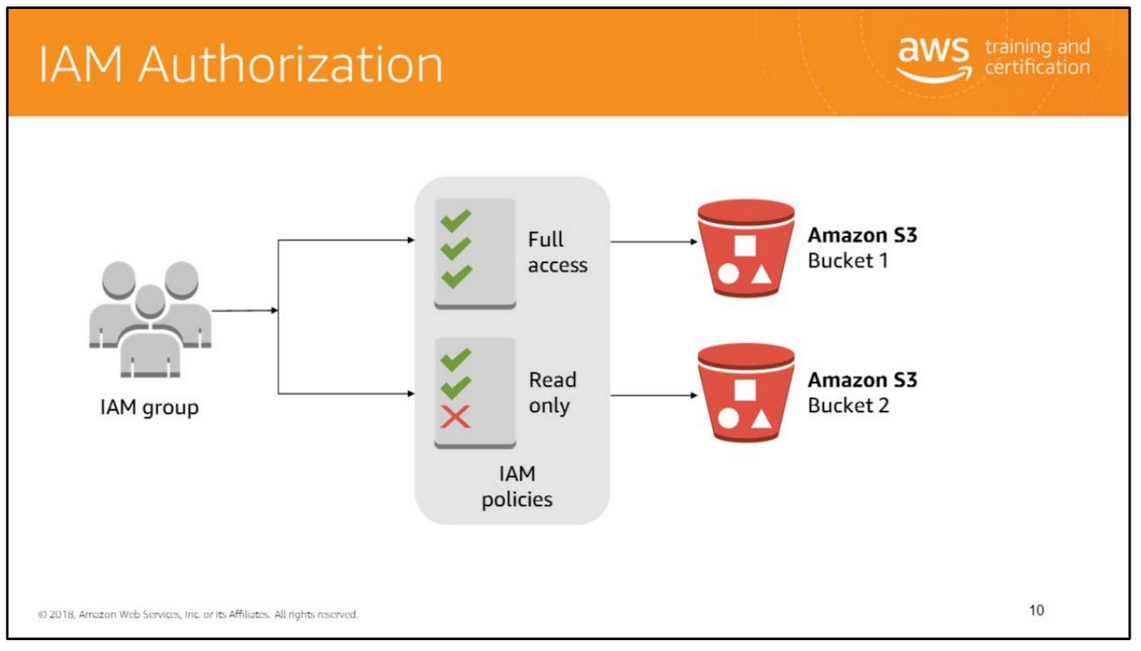 IAM Authorization
aws training and
certification
Full
access
Amazon S3
Bucket 1
IAM group
Read
only
Amazon S3
Bucket 2
IAM
policies
© 2018, Amazon Web Services, Inc. or its Affiliates. All rights reserved.
10